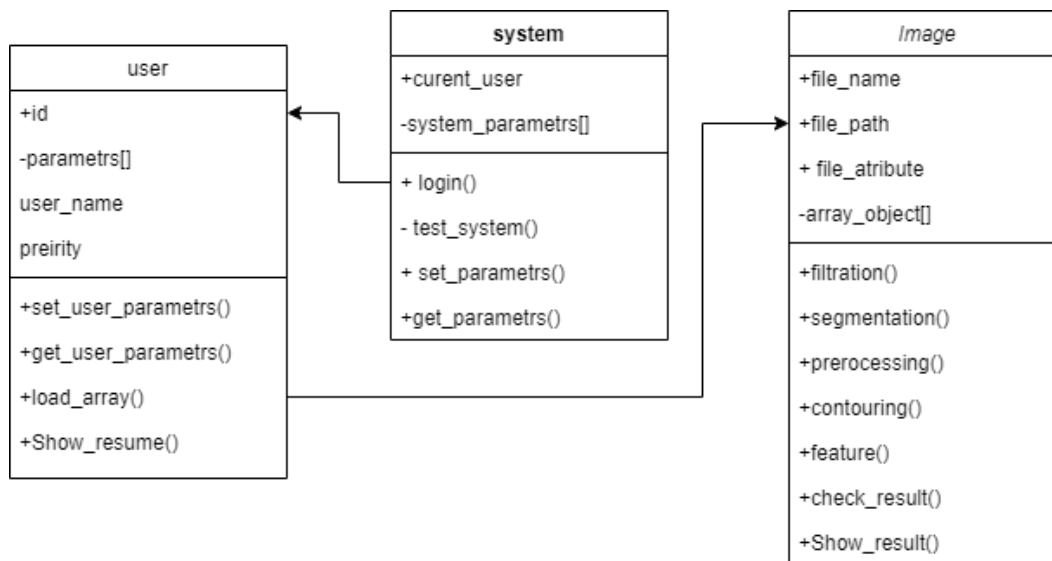 user
+id
-parametrs[]
user_name
preirity
+set_user_parametrs()
+get_user_parametrs()
+load_array()
+Show_resume()
system
+curent_user
-system_parametrs[]
+ login()
- test_system()
+ set_parametrs()
+get_parametrs()
Image
+file_name
+file_path
+ file_atribute
-array_object[]
+filtration()
+segmentation()
+prerocessing()
+contouring()
+feature()
+check_result()
+Show_result()